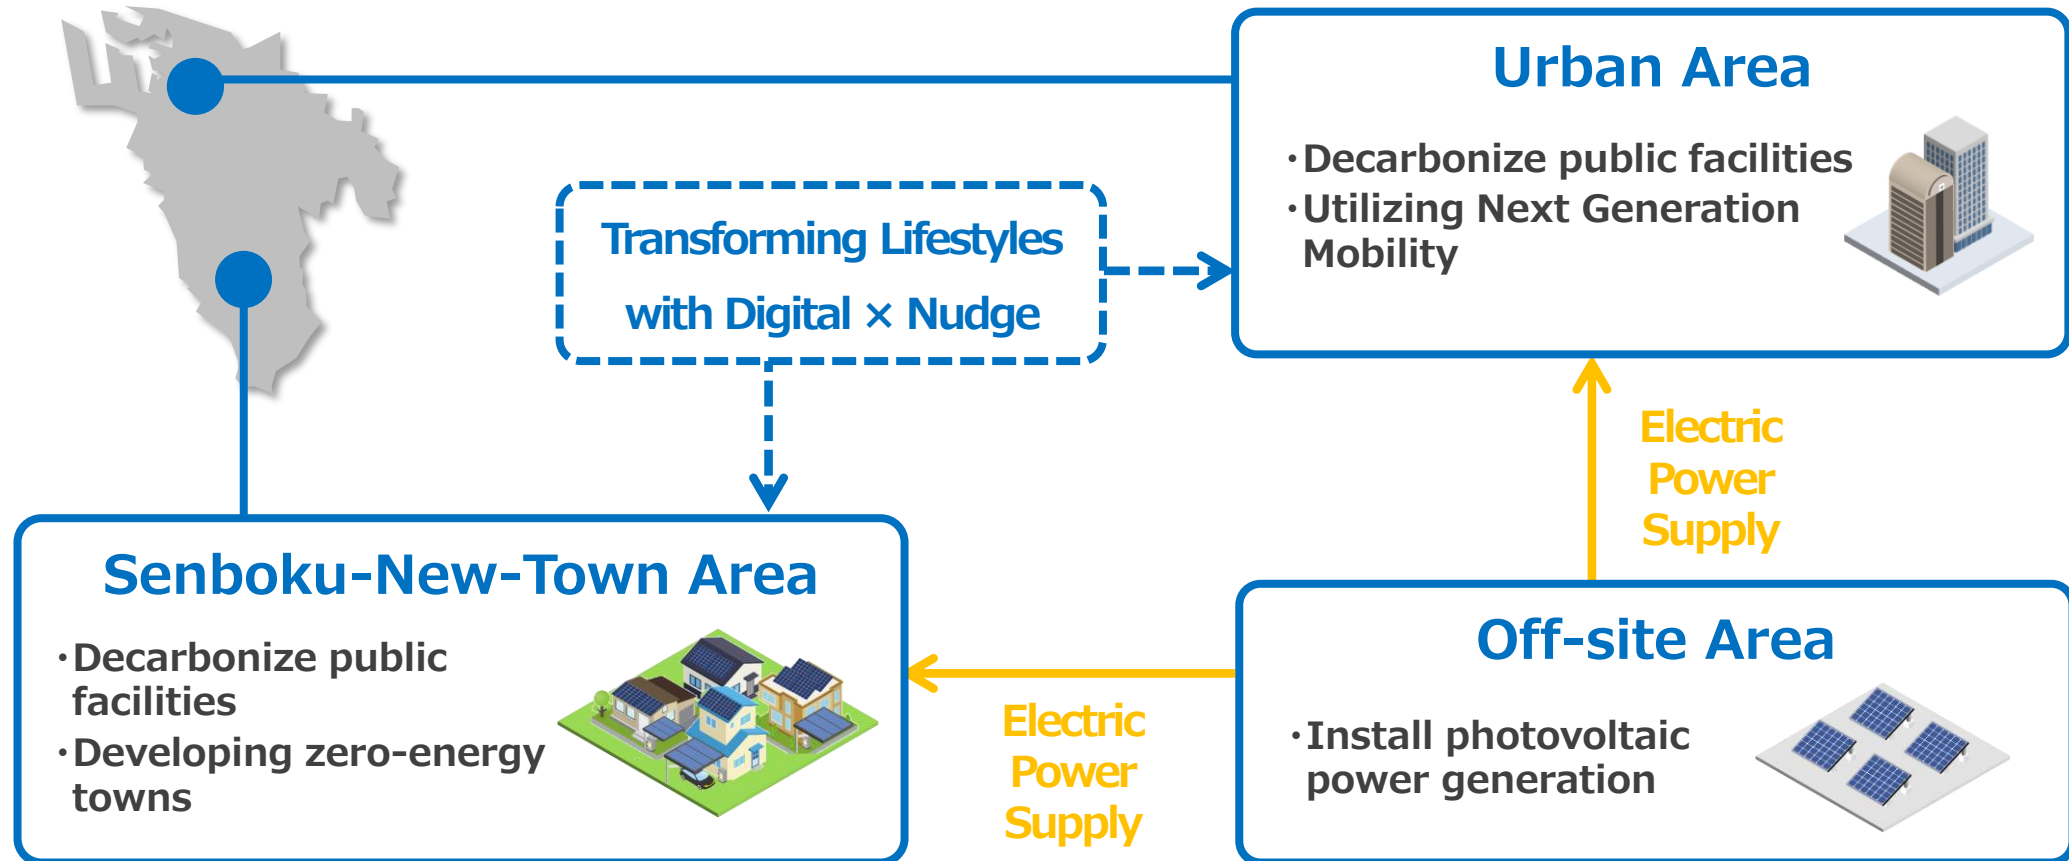 Urban Area
・Decarbonize public facilities
・Utilizing Next Generation
Mobility
Transforming Lifestyles
with Digital × Nudge
Electric
Power
Supply
Senboku-New-Town Area
・Decarbonize public
facilities
・Developing zero-energy
towns
Electric
Power
Supply
Off-site Area
・Install photovoltaic
power generation